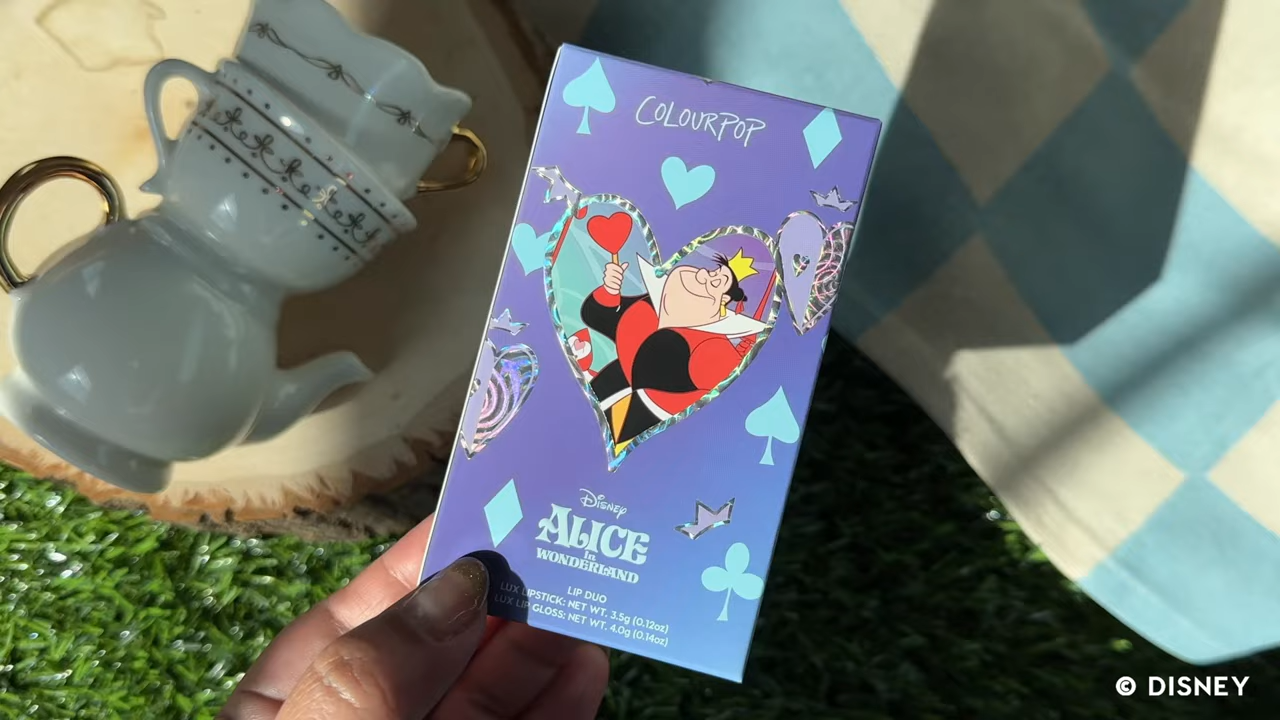 COLOURPOP
Disney
ALICE
in
WONDERLAND
LIP DUO
LUX LIPSTICK: NET WT. 3.5g (0.12oz)
LUX LIP GLOSS: NET WT. 4.0g (0.14oz)
© DISNEY